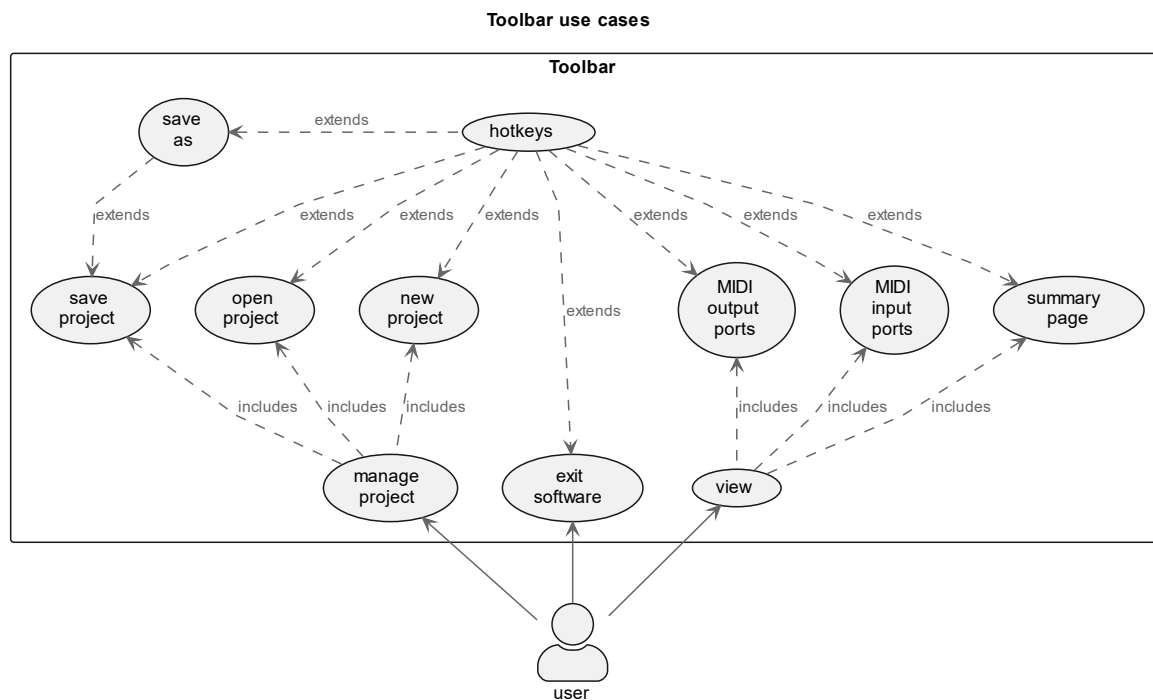 Toolbar use cases
Toolbar
save
as
extends
hotkeys
extends
extends
extends
extends
extends
extends
extends
save
project
open
project
new
project
extends
MIDI
output
ports
MIDI
input
ports
summary
page
includes
includes
includes
includes
includes
includes
manage
project
exit
software
view
user